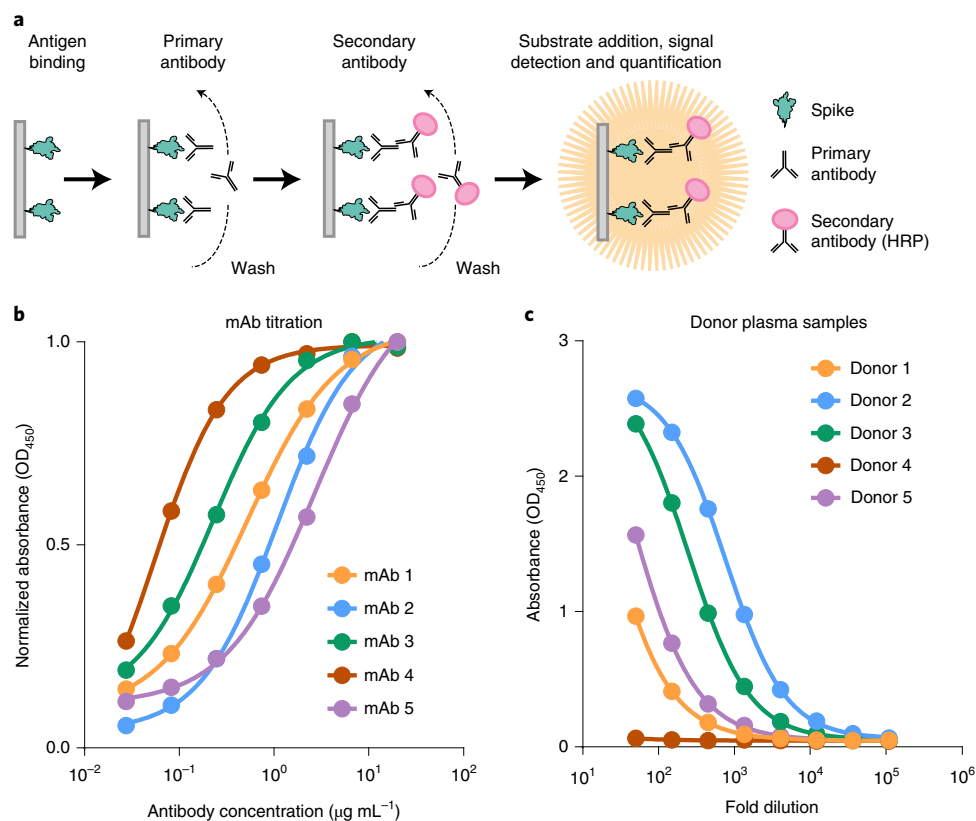 a
Antigen
binding
Primary
antibody
Secondary
antibody
Substrate addition, signal
detection and quantification
Wash
Wash
Spike
Primary
antibody
Secondary
antibody (HRP)
b
mAb titration
Normalized absorbance (OD₄₅₀)
1.0
0.5
0.0
10⁻²
10⁻¹
10⁰
10¹
10²
Antibody concentration (μg mL⁻¹)
mAb 1
mAb 2
mAb 3
mAb 4
mAb 5
c
Donor plasma samples
Absorbance (OD₄₅₀)
3
2
1
0
10¹
10²
10³
10⁴
10⁵
10⁶
Fold dilution
Donor 1
Donor 2
Donor 3
Donor 4
Donor 5